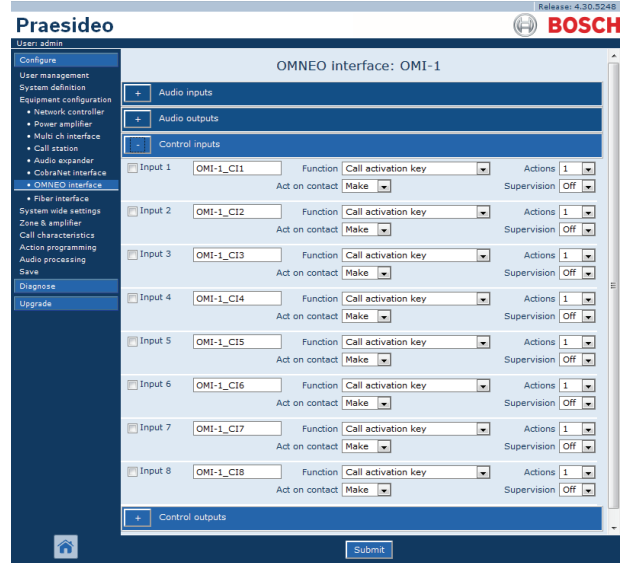 Release: 4.30.5248
Praesideo
BOSCH
User: admin
Configure
User management
System definition
Equipment configuration
• Network controller
• Power amplifier
• Multi ch interface
• Call station
• Audio expander
• CobraNet interface
• OMNEO interface
• Fiber interface
System wide settings
Zone & amplifier
Call characteristics
Action programming
Audio processing
Save
Diagnose
Upgrade
OMNEO interface: OMI-1
+ Audio inputs
+ Audio outputs
- Control inputs
Input 1 OMI-1_CI1 Function Call activation key Actions 1
Act on contact Make Supervision Off
Input 2 OMI-1_CI2 Function Call activation key Actions 1
Act on contact Make Supervision Off
Input 3 OMI-1_CI3 Function Call activation key Actions 1
Act on contact Make Supervision Off
Input 4 OMI-1_CI4 Function Call activation key Actions 1
Act on contact Make Supervision Off
Input 5 OMI-1_CI5 Function Call activation key Actions 1
Act on contact Make Supervision Off
Input 6 OMI-1_CI6 Function Call activation key Actions 1
Act on contact Make Supervision Off
Input 7 OMI-1_CI7 Function Call activation key Actions 1
Act on contact Make Supervision Off
Input 8 OMI-1_CI8 Function Call activation key Actions 1
Act on contact Make Supervision Off
+ Control outputs
Submit